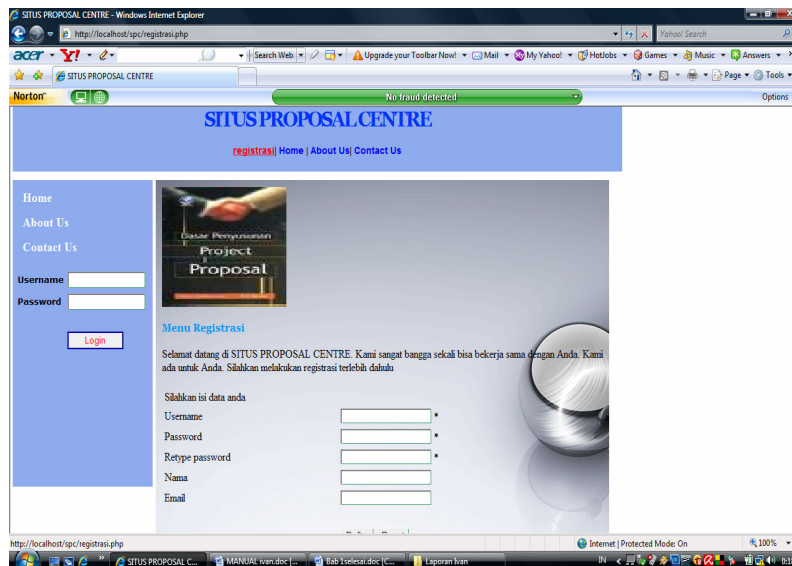 SITUS PROPOSAL CENTRE - Windows Internet Explorer
http://localhost/spc/registrasi.php
Yahoo! Search
acer Y! Search Web Upgrade your Toolbar Now! Mail My Yahoo! HotJobs Games Music Answers
SITUS PROPOSAL CENTRE
Page Tools
Norton
No fraud detected
Options
SITUS PROPOSAL CENTRE
registrasi| Home | About Us| Contact Us
Home
About Us
Contact Us
Username
Password
Login
Dasar Penyusunan
Project
Proposal
Menu Registrasi
Selamat datang di SITUS PROPOSAL CENTRE. Kami sangat bangga sekali bisa bekerja sama dengan Anda. Kami
ada untuk Anda. Silahkan melakukan registrasi terlebih dahulu
Silahkan isi data anda
Username *
Password *
Retype password *
Nama
Email
http://localhost/spc/registrasi.php
Internet | Protected Mode: On
100%
SITUS PROPOSAL C...
MANUAL ivan.doc [...
Bab 1selesai.doc [C...
Laporan Ivan
IN